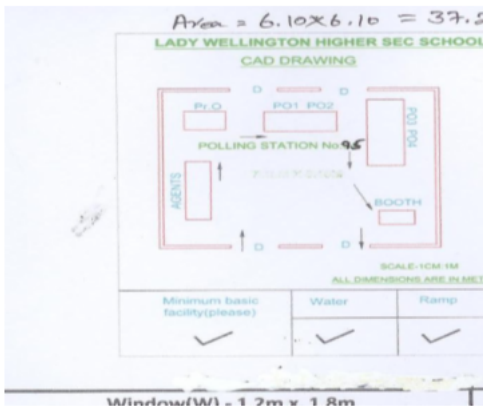 Area = 6.10x6.10 = 37.2
LADY WELLINGTON HIGHER SEC SCHOOL
CAD DRAWING
D D
Pr.O PO1 PO2
PO3 PO4
POLLING STATION No.95
AGENTS
BOOTH
D D
SCALE-1CM:1M
ALL DIMENSIONS ARE IN MET
Minimum basic Water Ramp
facility(please)
Window(W) - 1.2m x 1.8m